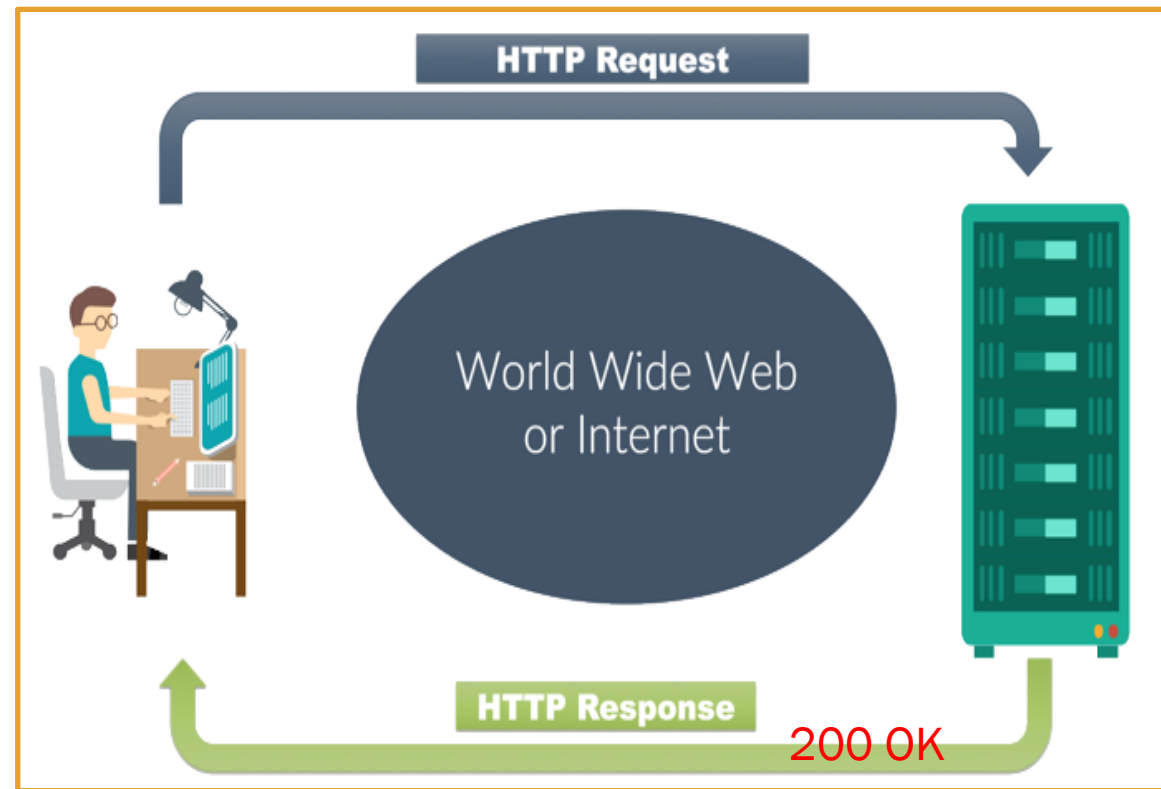 HTTP Request
World Wide Web
or Internet
HTTP Response
200 OK